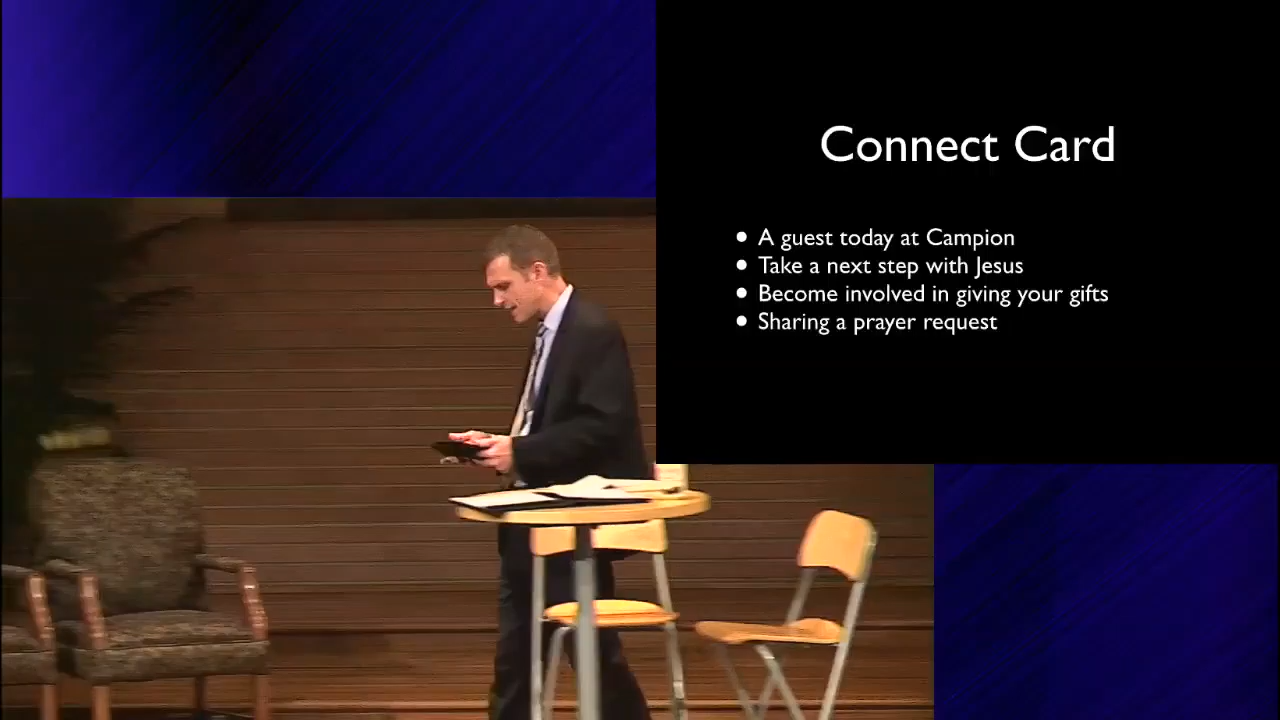 Connect Card
• A guest today at Campion
• Take a next step with Jesus
• Become involved in giving your gifts
• Sharing a prayer request